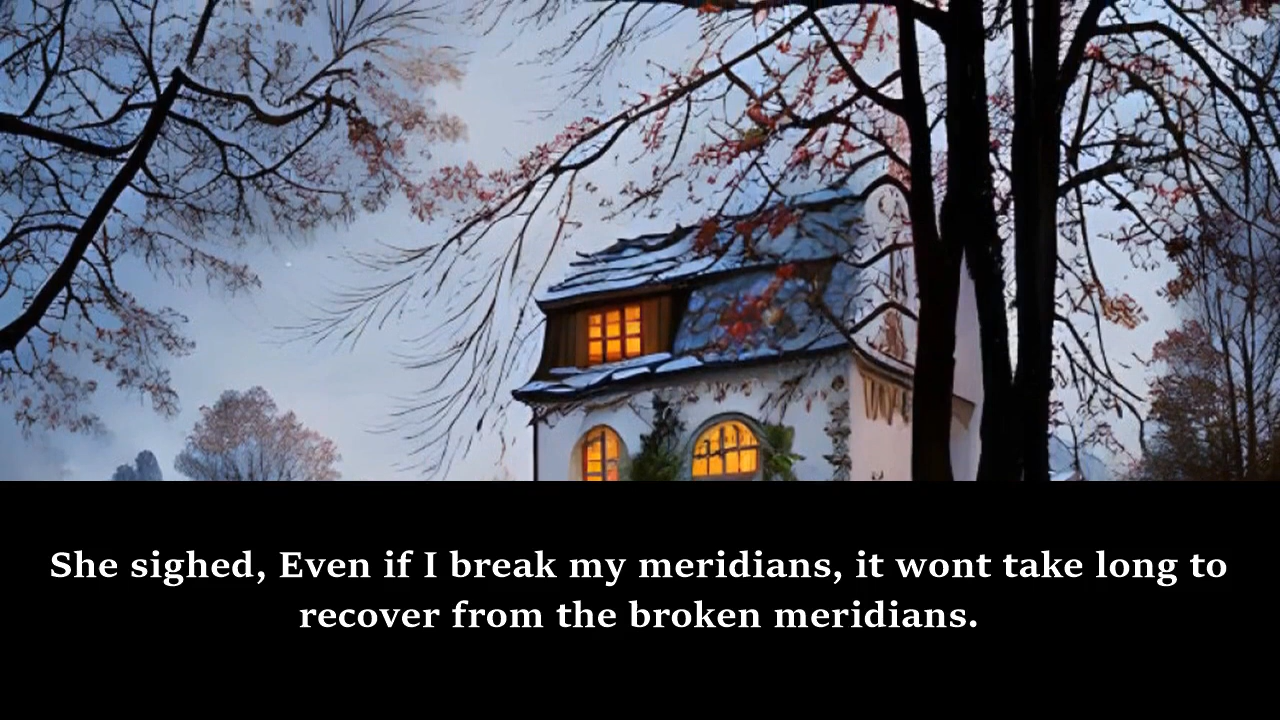 She sighed, Even if I break my meridians, it wont take long to
recover from the broken meridians.